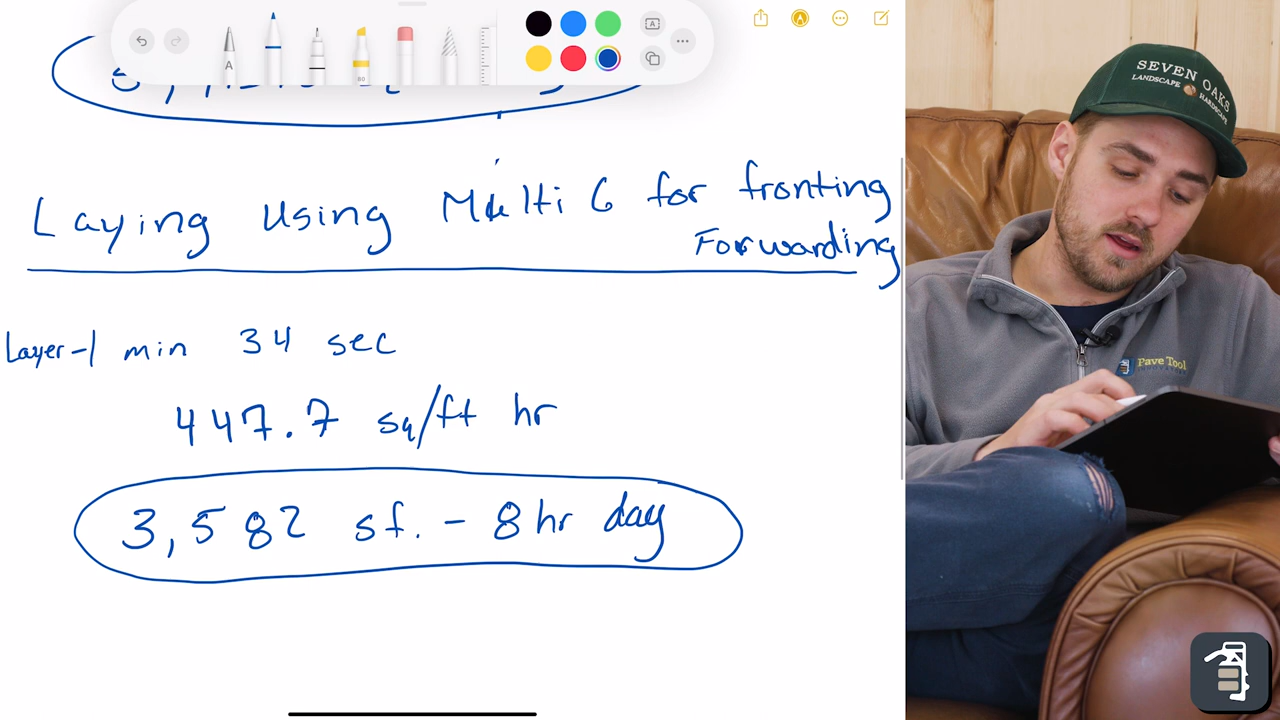 Laying Using Multi 6 for fronting
Forwarding
Layer-1 min 34 sec
447.7 sq/ft hr
3,582 sf. - 8 hr day
A
80
A
SEVEN OAKS
LANDSCAPE HARDSCAPE
Pave Tool